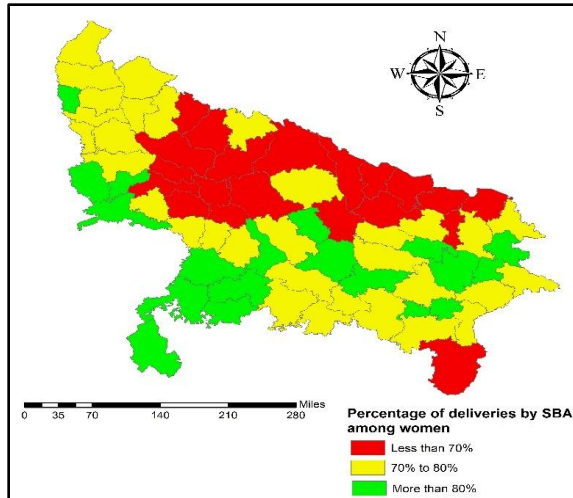 N
W E
S
Miles
0 35 70 140 210 280
Percentage of deliveries by SBA
among women
Less than 70%
70% to 80%
More than 80%